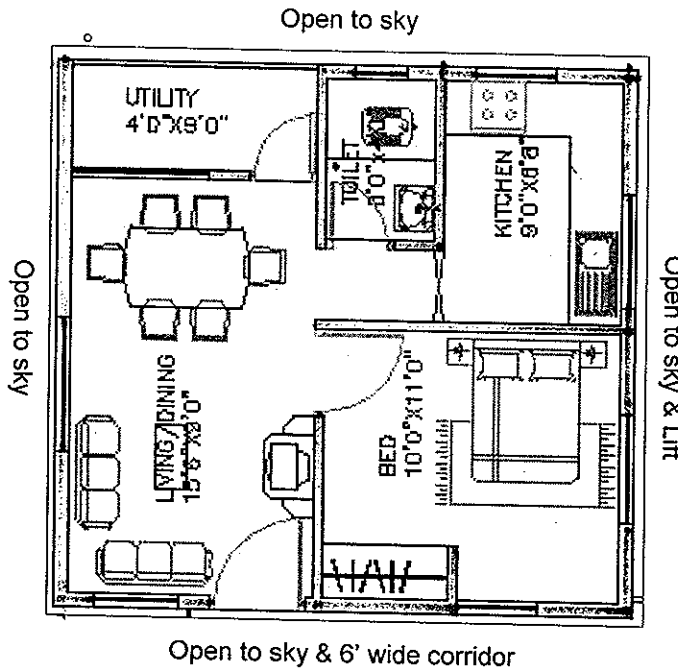 Open to sky
UTILITY
4'0"X9'0"
TOILET
KITCHEN
9'0"X8'0"
Open to sky
Open to sky & Lift
LIVING/DINING
BED
10'0"X11'0"
Open to sky & 6' wide corridor